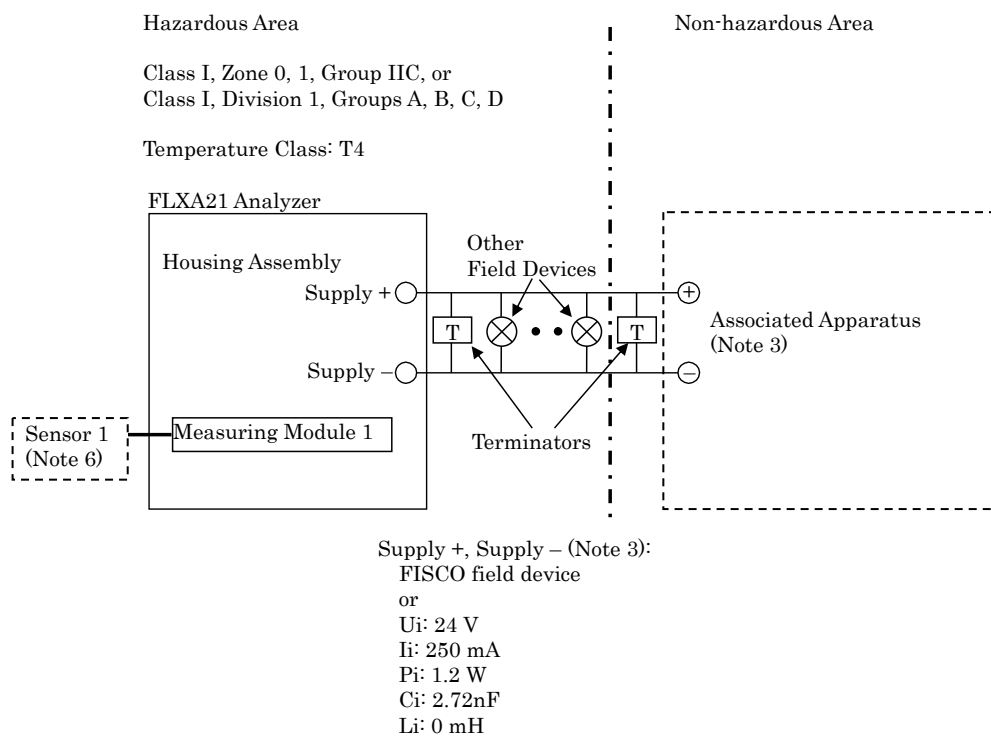 Hazardous Area
Non-hazardous Area
Class I, Zone 0, 1, Group IIC, or
Class I, Division 1, Groups A, B, C, D
Temperature Class: T4
FLXA21 Analyzer
Housing Assembly
Other
Field Devices
Supply +
+
T
T
Associated Apparatus
(Note 3)
Supply –
–
Sensor 1
(Note 6)
Measuring Module 1
Terminators
Supply +, Supply – (Note 3):
FISCO field device
or
Ui: 24 V
Ii: 250 mA
Pi: 1.2 W
Ci: 2.72nF
Li: 0 mH